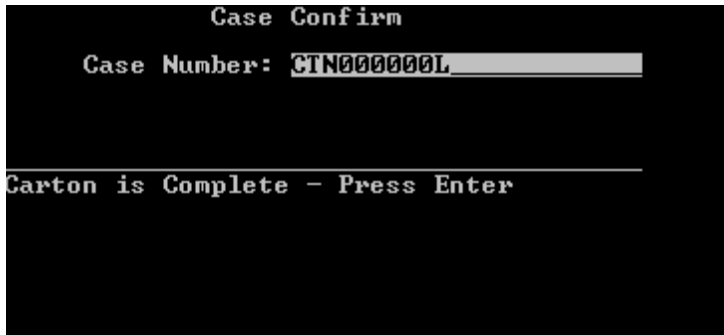 Case Confirm
Case Number: CTN000000L
Carton is Complete - Press Enter